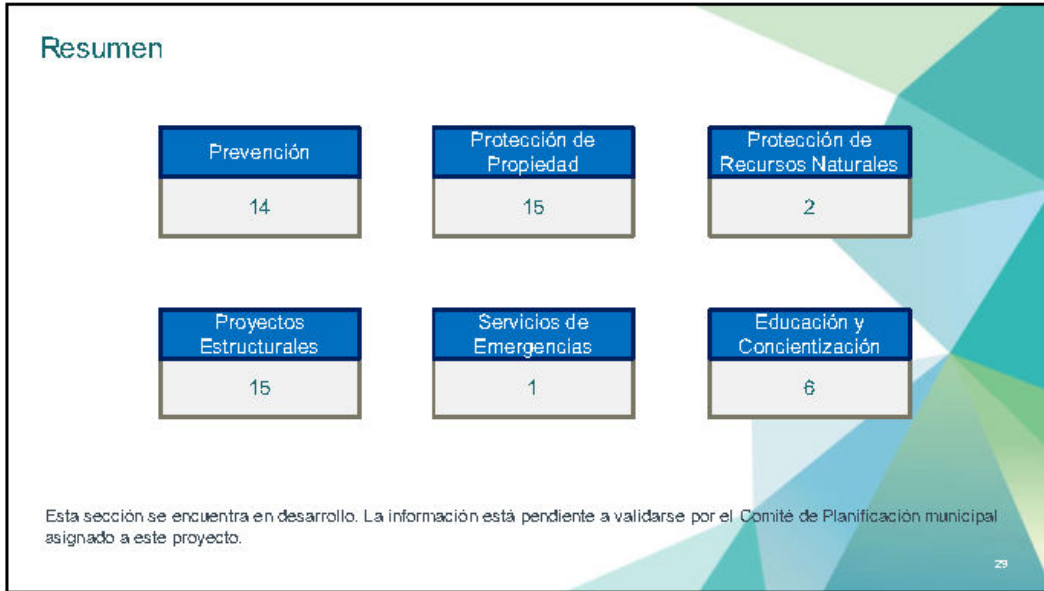 Resumen
Prevención
14
Protección de
Propiedad
15
Protección de
Recursos Naturales
2
Proyectos
Estructurales
15
Servicios de
Emergencias
1
Educación y
Concientización
6
Esta sección se encuentra en desarrollo. La información está pendiente a validarse por el Comité de Planificación municipal
asignado a este proyecto.
29